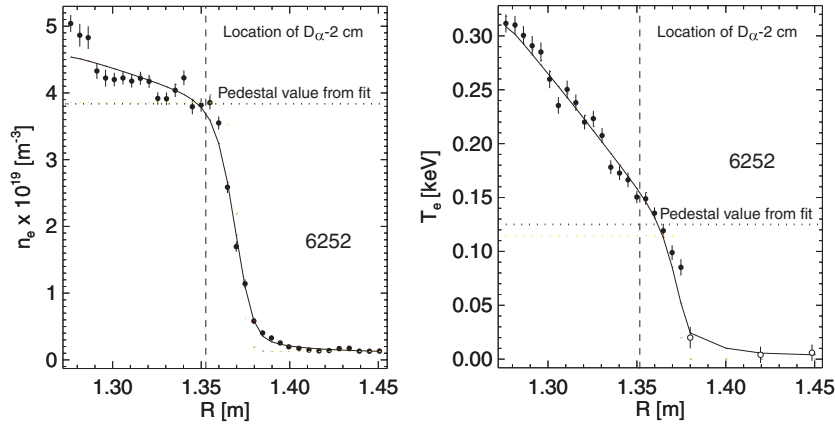 5
4
3
2
1
0
n_e x 10^19 [m^-3]
Location of Dα-2 cm
Pedestal value from fit
6252
1.30 1.35 1.40 1.45
R [m]
0.30
0.25
0.20
0.15
0.10
0.05
0.00
T_e [keV]
Location of Dα-2 cm
6252
Pedestal value from fit
1.30 1.35 1.40 1.45
R [m]